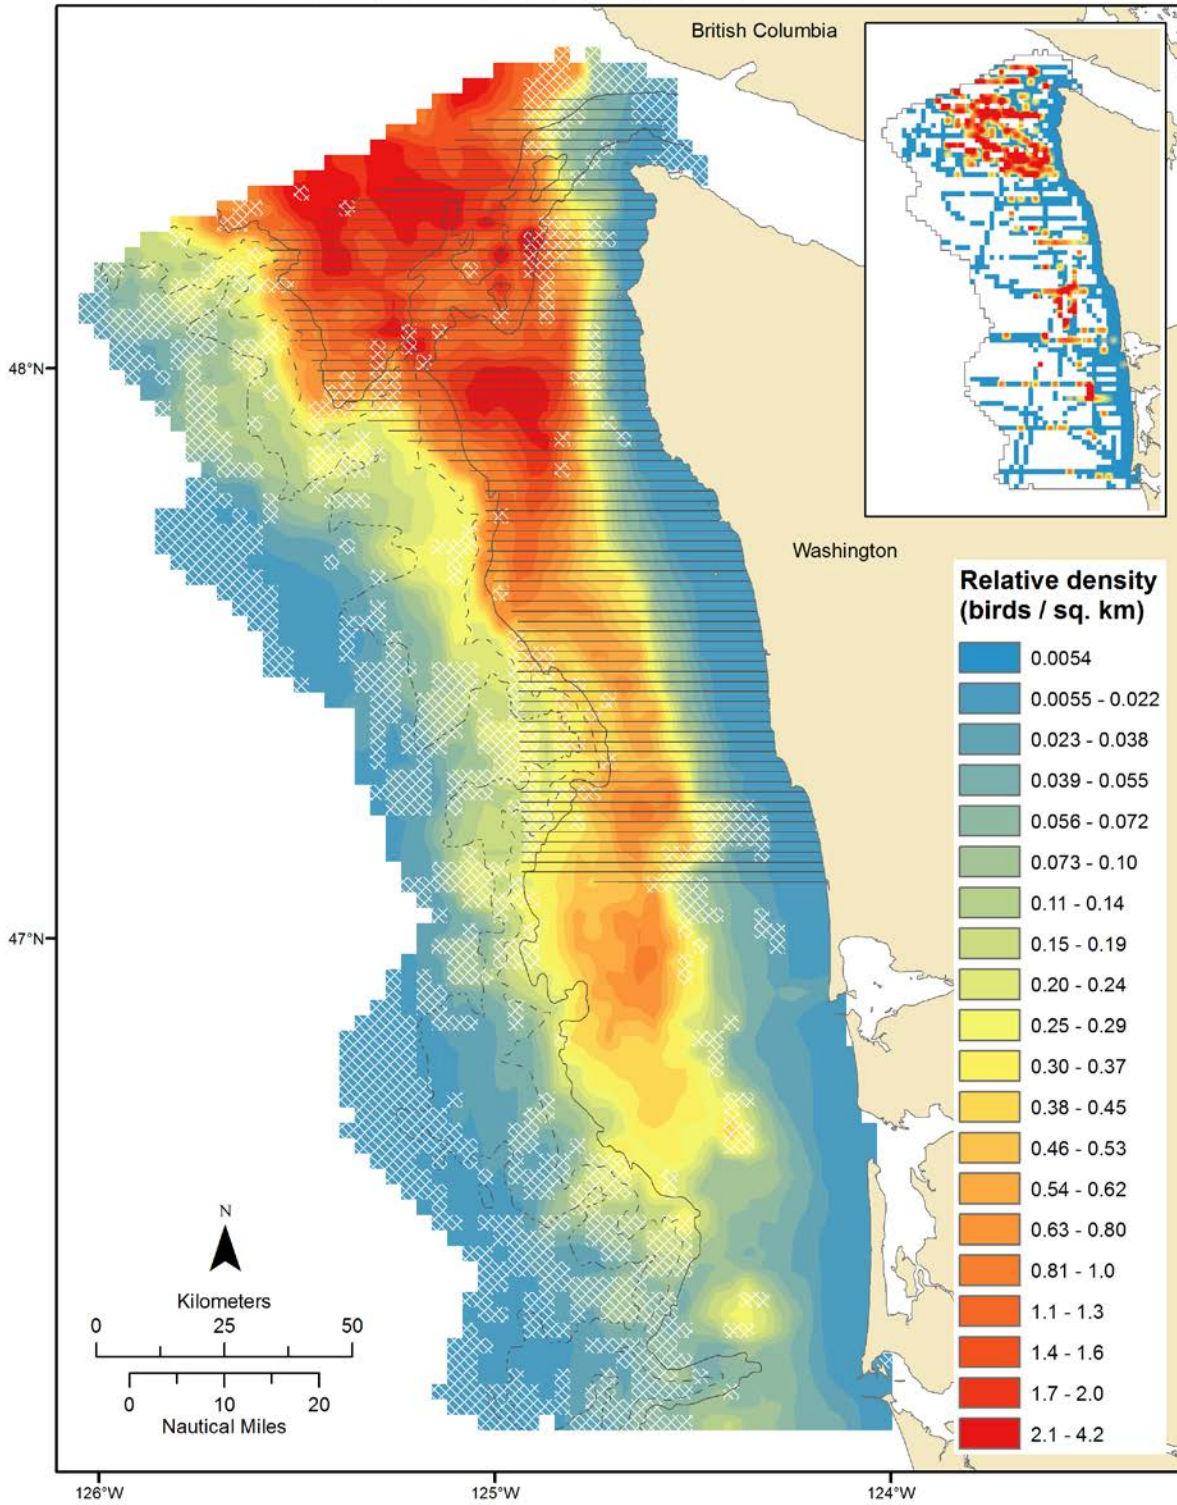 British Columbia
48°N
Washington
Relative density
(birds / sq. km)
0.0054
0.0055 - 0.022
0.023 - 0.038
0.039 - 0.055
0.056 - 0.072
0.073 - 0.10
0.11 - 0.14
0.15 - 0.19
0.20 - 0.24
0.25 - 0.29
0.30 - 0.37
0.38 - 0.45
0.46 - 0.53
0.54 - 0.62
0.63 - 0.80
0.81 - 1.0
1.1 - 1.3
1.4 - 1.6
1.7 - 2.0
2.1 - 4.2
47°N
N
Kilometers
0 25 50
0 10 20
Nautical Miles
126°W 125°W 124°W